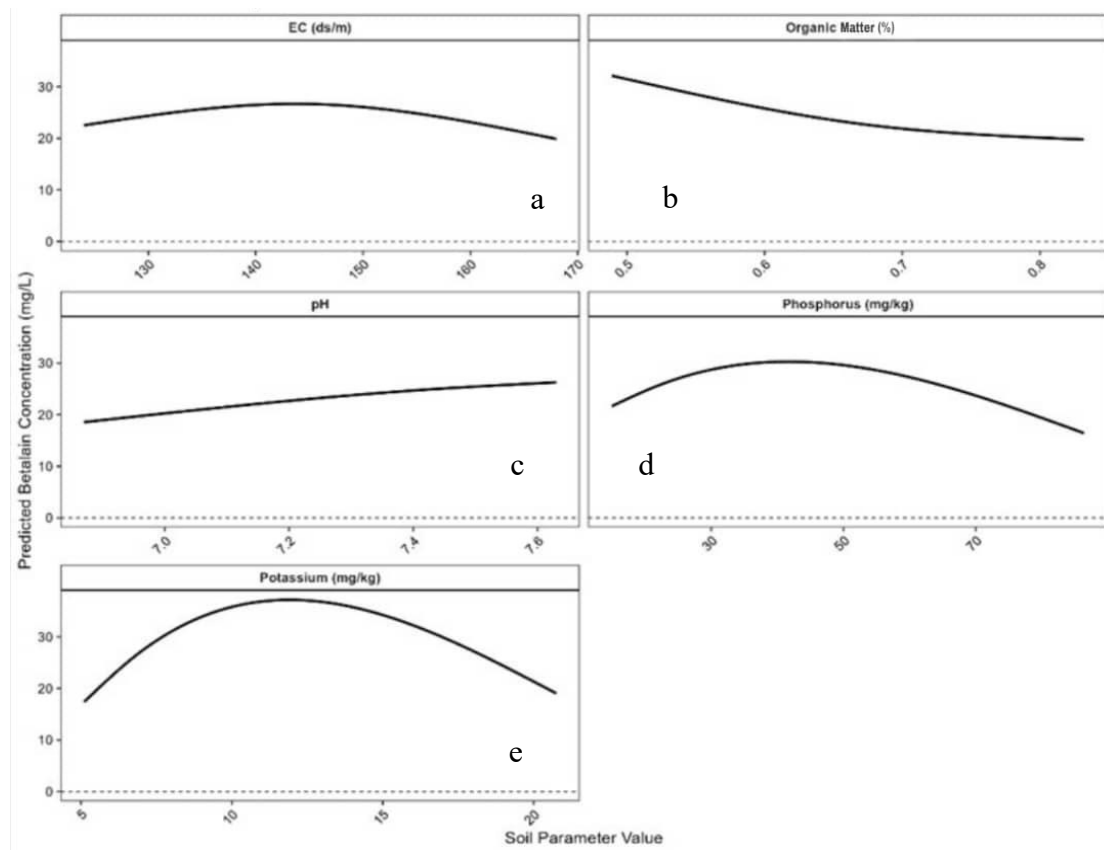 EC (ds/m)
Organic Matter (%)
30
20
10
0
a
b
130
140
150
160
170
0.5
0.6
0.7
0.8
pH
Phosphorus (mg/kg)
30
20
10
0
c
d
7.0
7.2
7.4
7.6
30
50
70
Potassium (mg/kg)
30
20
10
0
e
5
10
15
20
Predicted Betalain Concentration (mg/L)
Soil Parameter Value